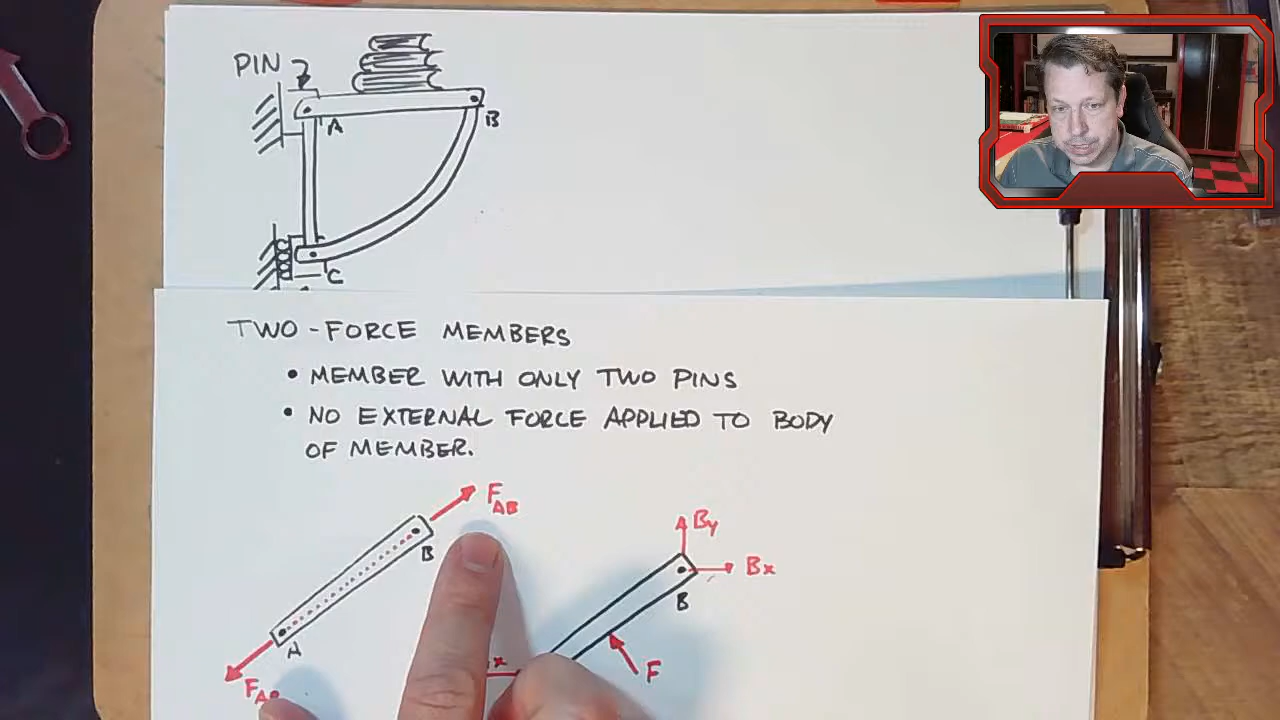 PIN
A
B
C
TWO-FORCE MEMBERS
• MEMBER WITH ONLY TWO PINS
• NO EXTERNAL FORCE APPLIED TO BODY
OF MEMBER.
FAB
B
A
FAB
By
Bx
B
F
x